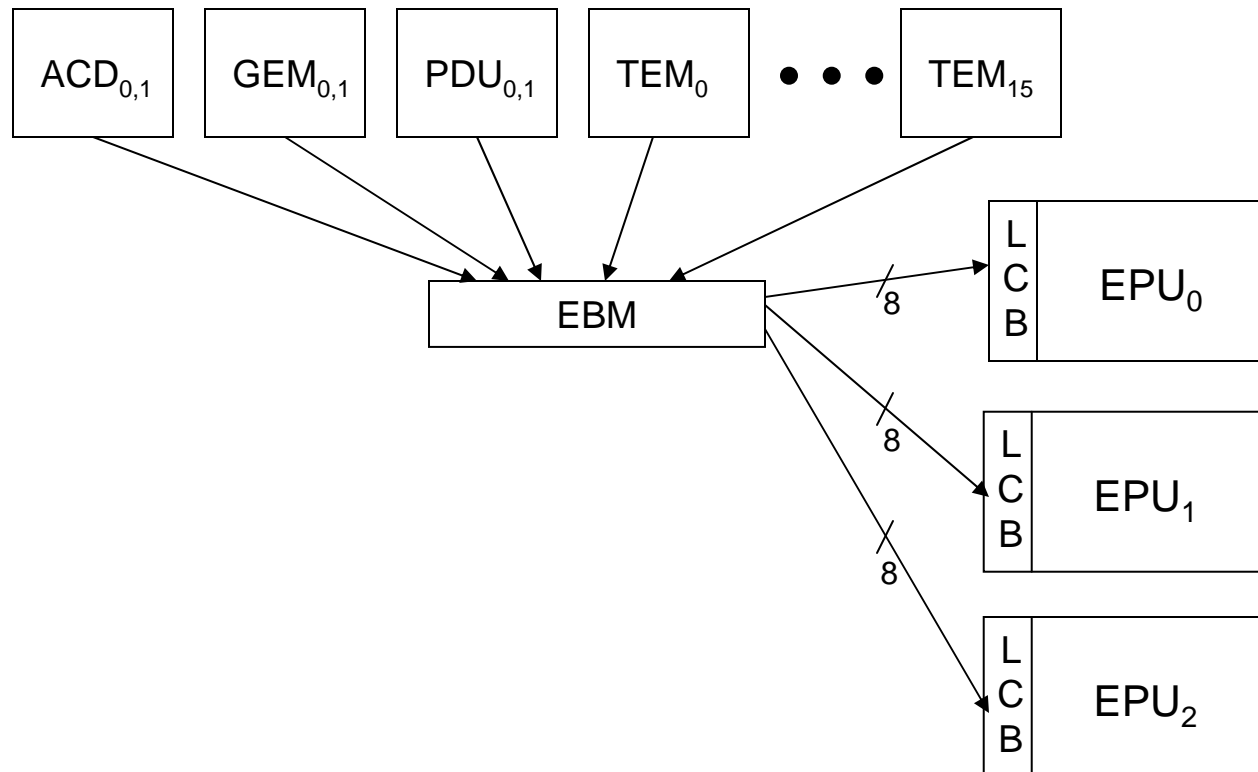 ACD0,1 GEM0,1 PDU0,1 TEM0 • • • TEM15
EBM
8
8
8
L
C
B
EPU0
L
C
B
EPU1
L
C
B
EPU2